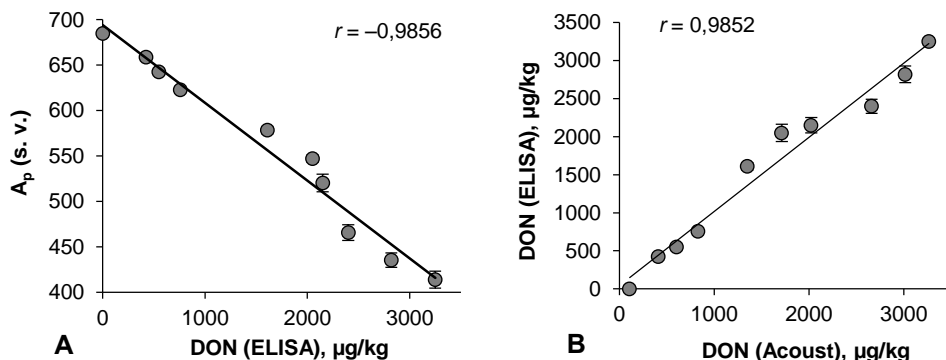 700
650
600
550
500
450
400
A_p (s. v.)
r = –0,9856
0
1000
2000
3000
A
DON (ELISA), µg/kg
3500
3000
2500
2000
1500
1000
500
0
DON (ELISA), µg/kg
r = 0,9852
0
1000
2000
3000
B
DON (Acoust), µg/kg